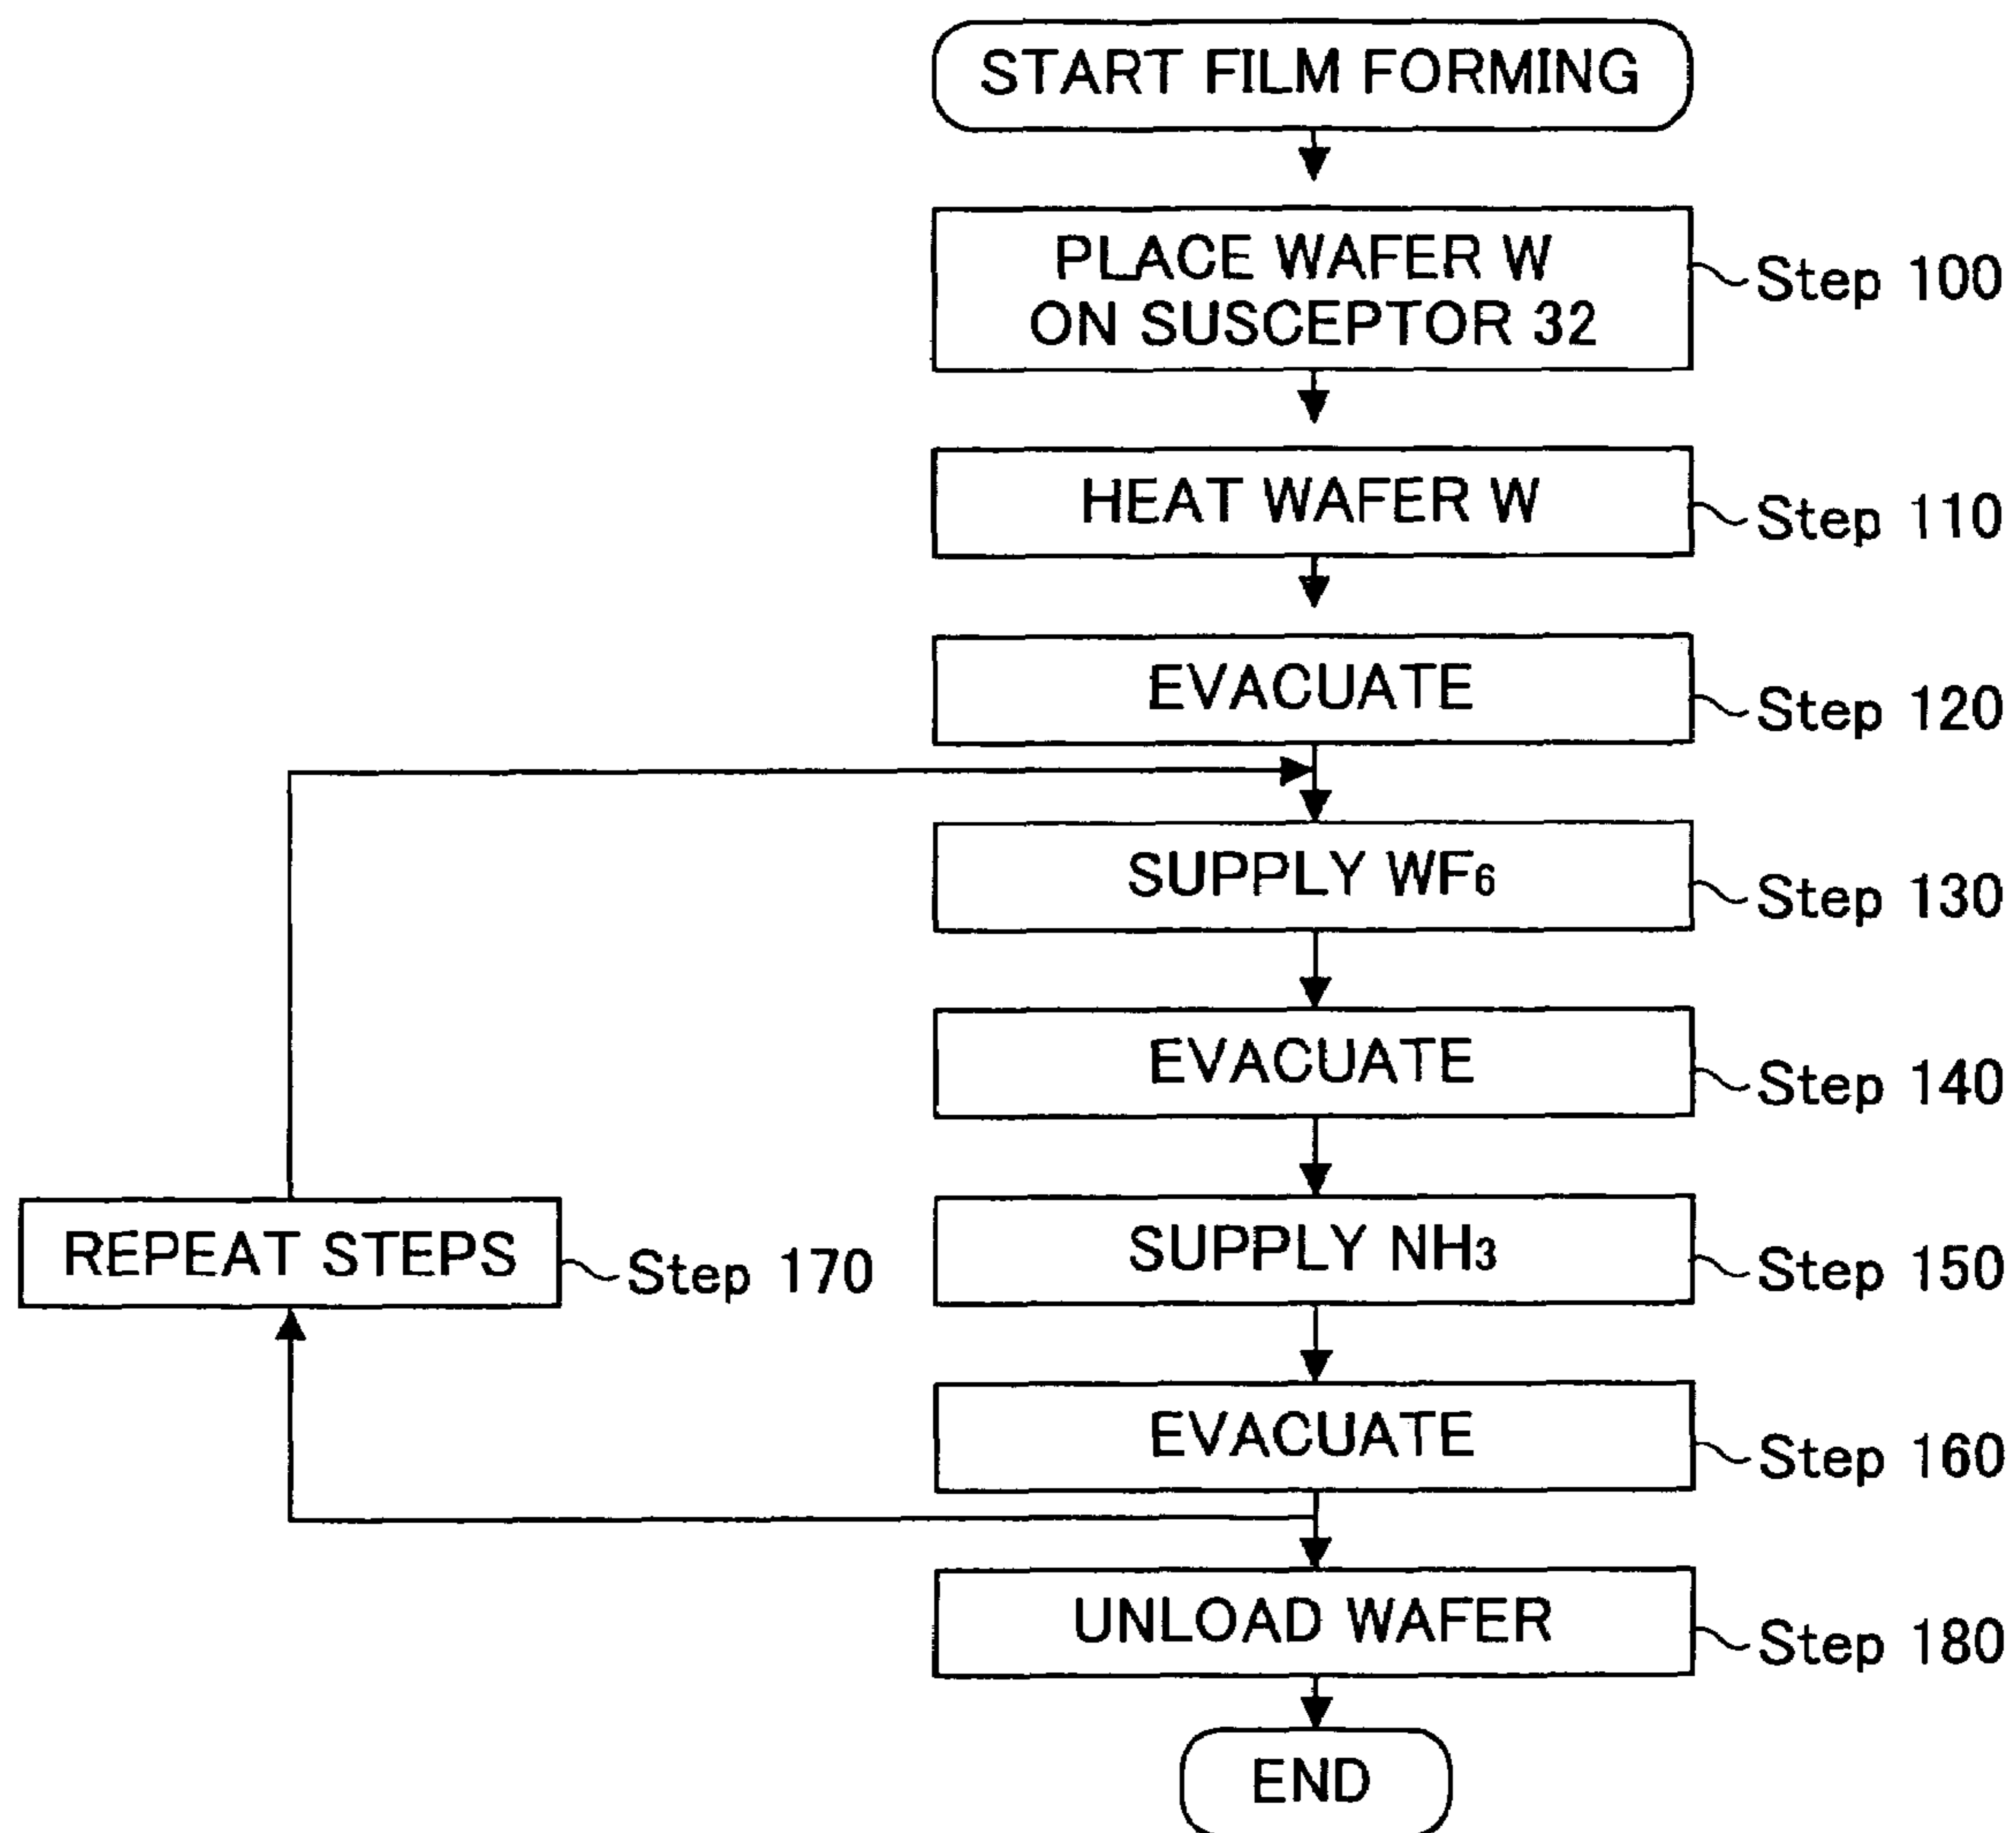 START FILM FORMING
PLACE WAFER W
ON SUSCEPTOR 32
Step 100
HEAT WAFER W
Step 110
EVACUATE
Step 120
SUPPLY WF6
Step 130
EVACUATE
Step 140
SUPPLY NH3
Step 150
REPEAT STEPS
Step 170
EVACUATE
Step 160
UNLOAD WAFER
Step 180
END